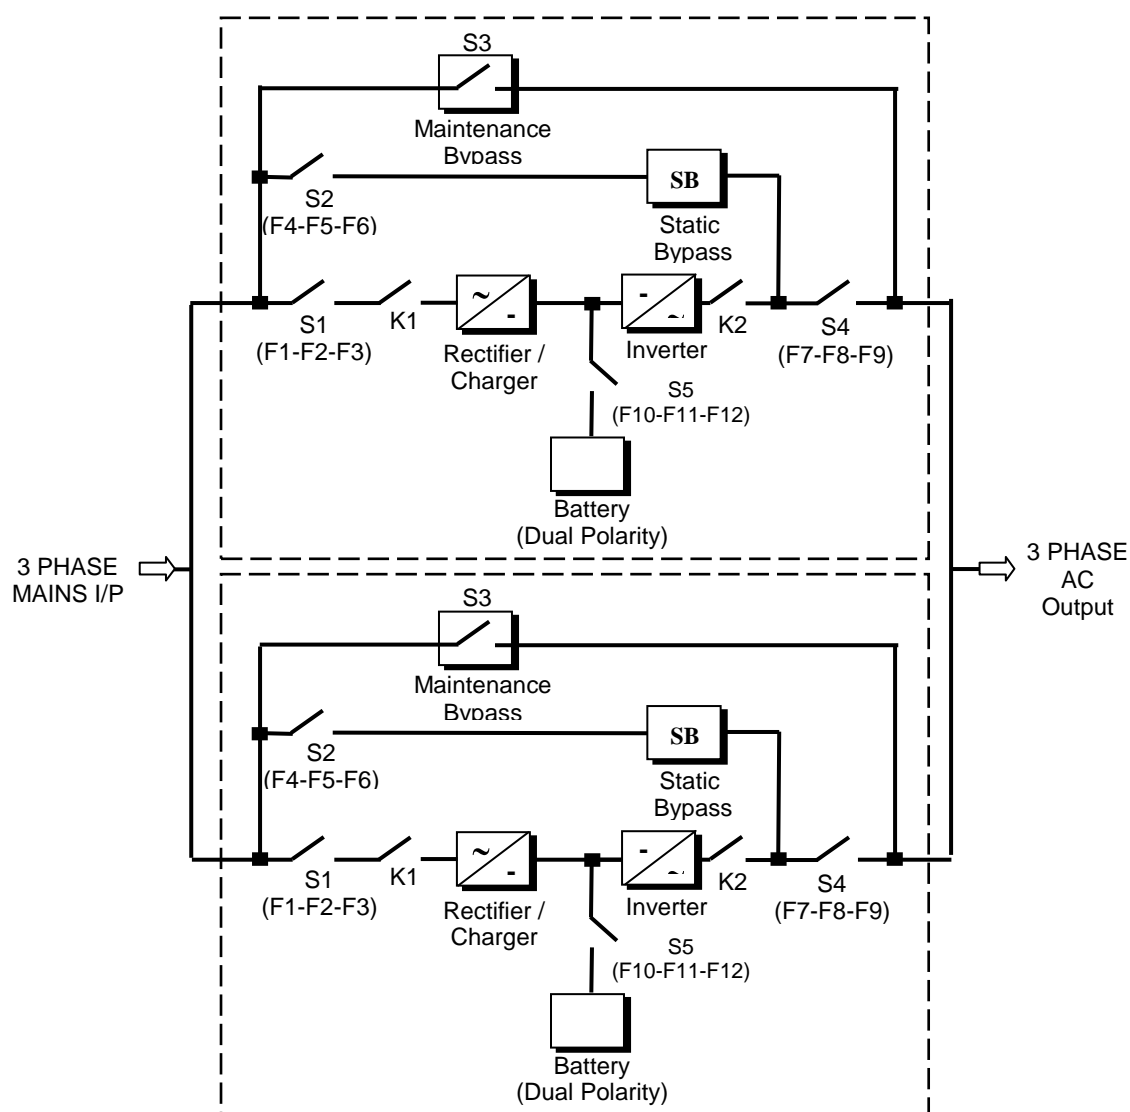 S3
Maintenance
Bypass
S2
(F4-F5-F6)
SB
Static
Bypass
S1
(F1-F2-F3)
K1
~
-
Rectifier /
Charger
-
~
Inverter
K2
S4
(F7-F8-F9)
S5
(F10-F11-F12)
Battery
(Dual Polarity)
3 PHASE
MAINS I/P
3 PHASE
AC
Output
S3
Maintenance
Bypass
S2
(F4-F5-F6)
SB
Static
Bypass
S1
(F1-F2-F3)
K1
~
-
Rectifier /
Charger
-
~
Inverter
K2
S4
(F7-F8-F9)
S5
(F10-F11-F12)
Battery
(Dual Polarity)